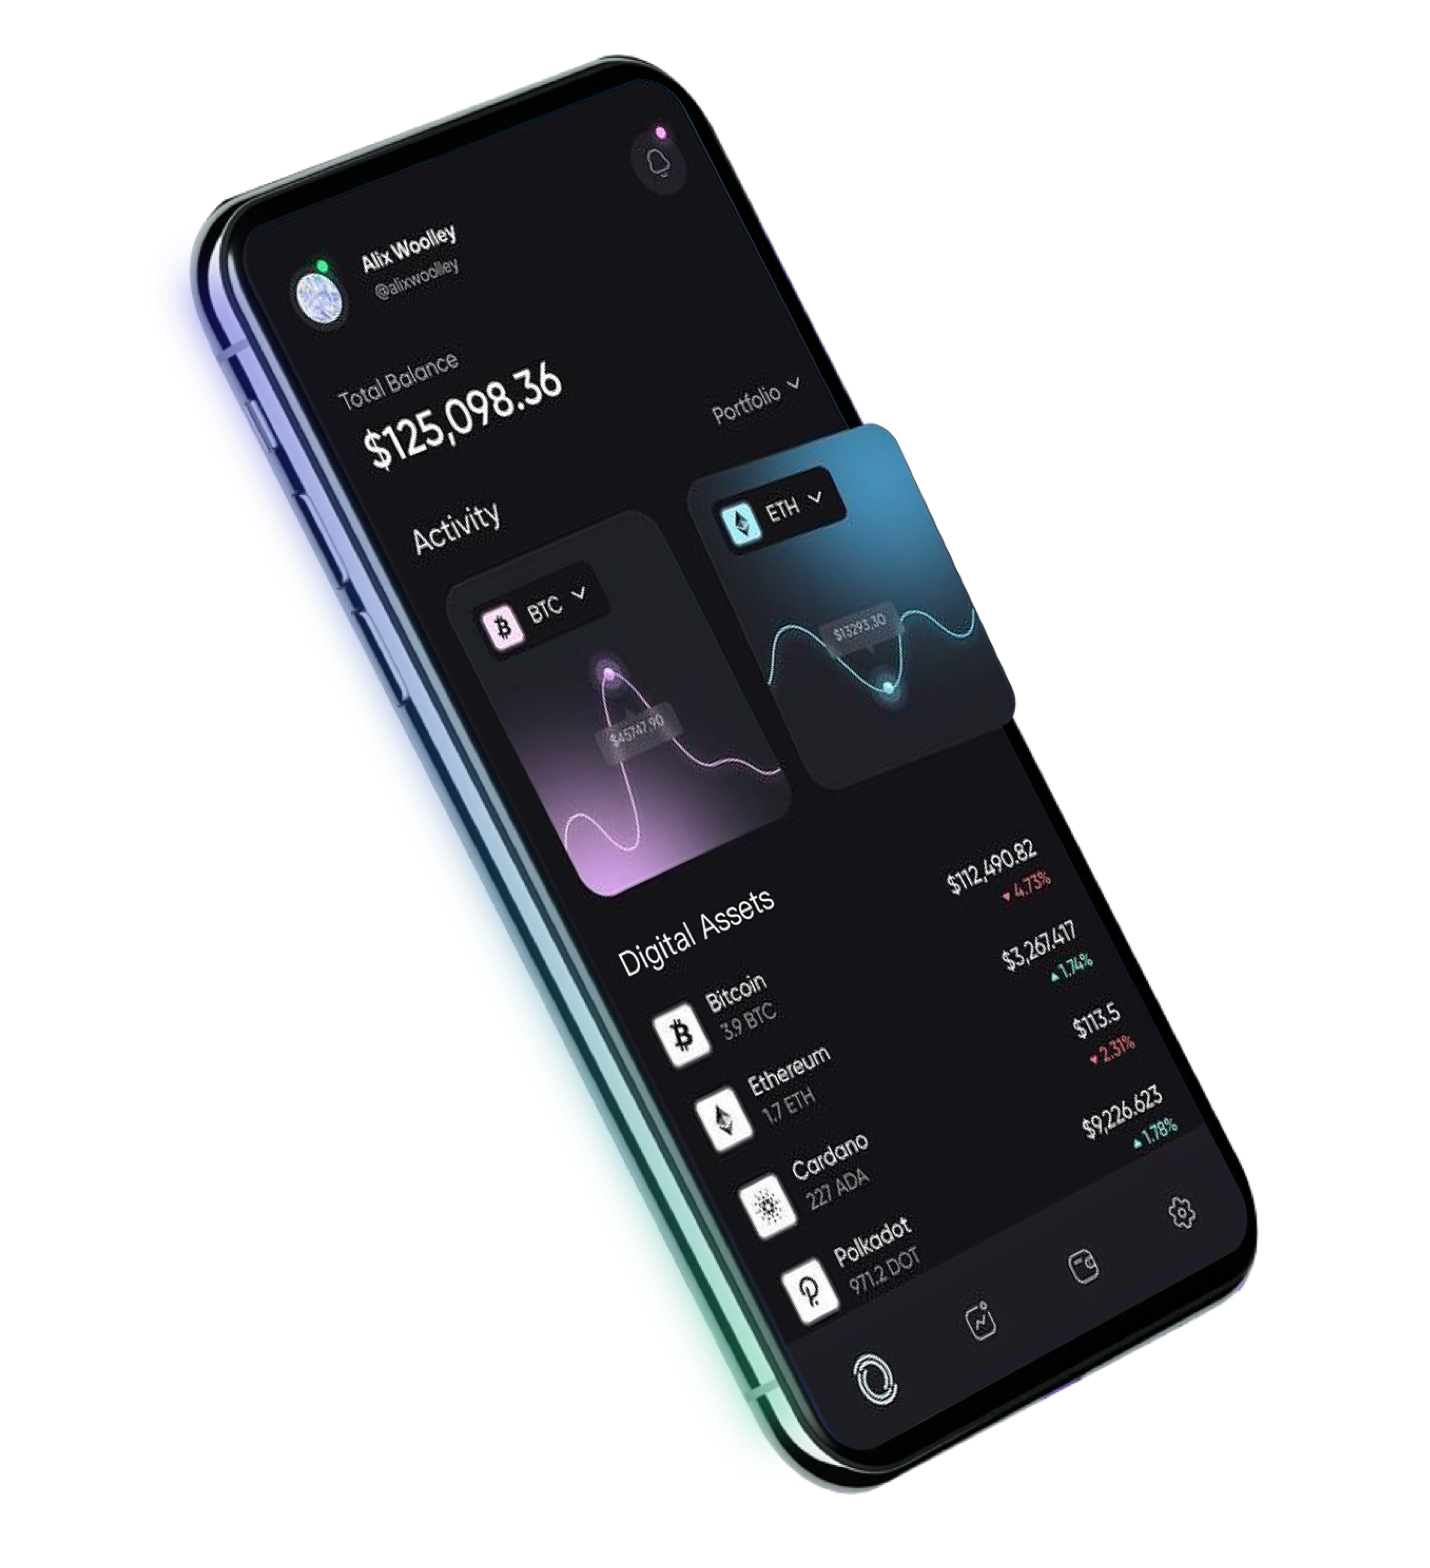 Alix Woolley
@alixwoolley
Total Balance
$125,098.36
Portfolio
Activity
BTC
$45747.90
ETH
$13293.30
Digital Assets
Bitcoin
3.9 BTC
$112,490.82
▼4.73%
Ethereum
1.7 ETH
$3,267.417
▲1.74%
Cardano
227 ADA
$113.5
▼2.31%
Polkadot
971.2 DOT
$9,226.623
▲1.78%